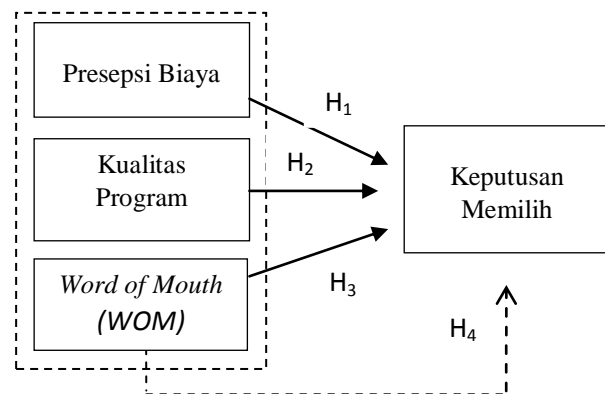 Presepsi Biaya
H₁
Kualitas
Program
H₂
Keputusan
Memilih
Word of Mouth
(WOM)
H₃
H₄